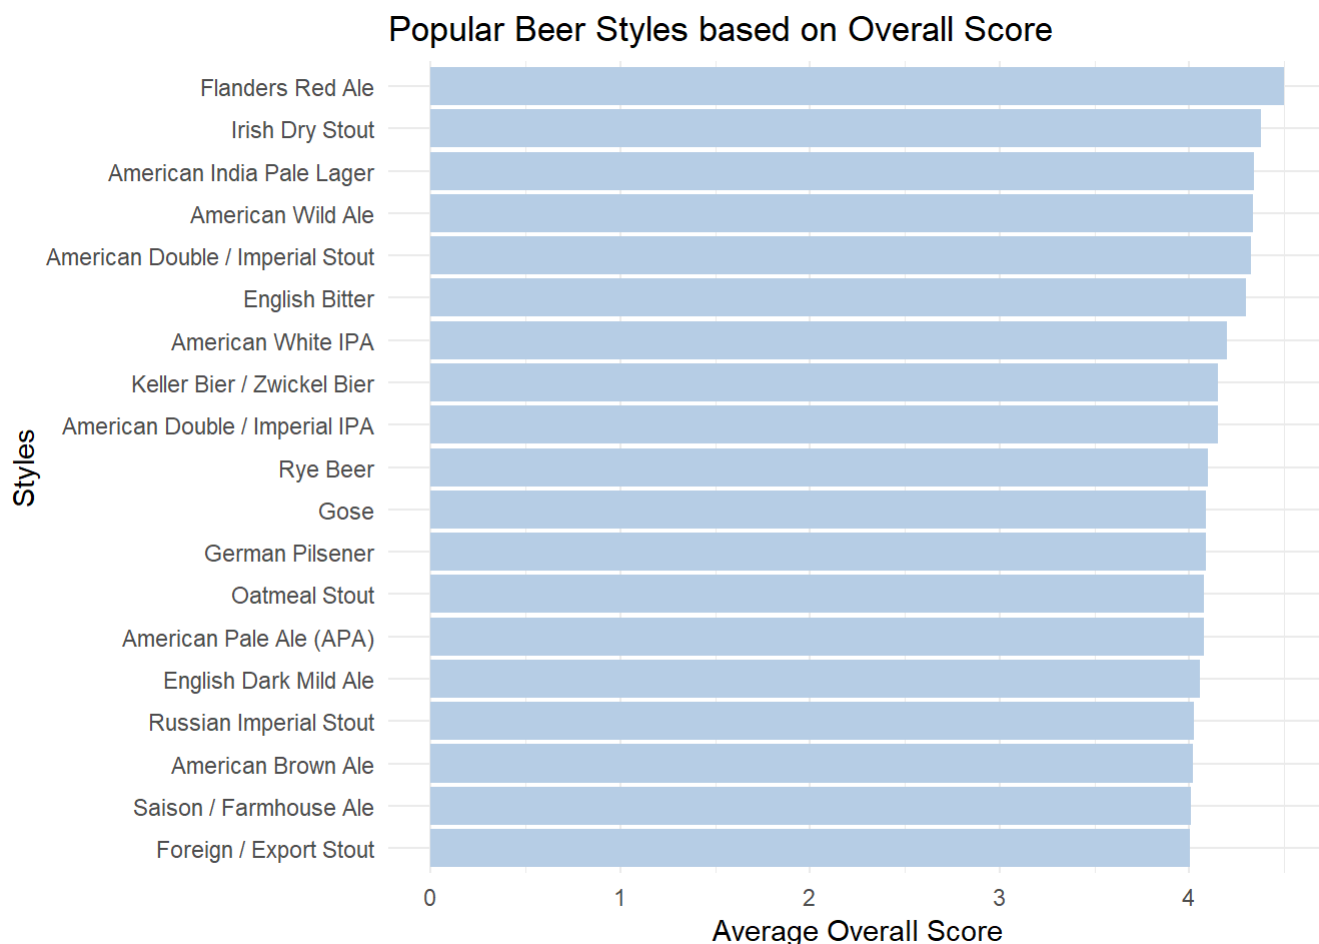 Popular Beer Styles based on Overall Score
Styles
Flanders Red Ale
Irish Dry Stout
American India Pale Lager
American Wild Ale
American Double / Imperial Stout
English Bitter
American White IPA
Keller Bier / Zwickel Bier
American Double / Imperial IPA
Rye Beer
Gose
German Pilsener
Oatmeal Stout
American Pale Ale (APA)
English Dark Mild Ale
Russian Imperial Stout
American Brown Ale
Saison / Farmhouse Ale
Foreign / Export Stout
0 1 2 3 4
Average Overall Score